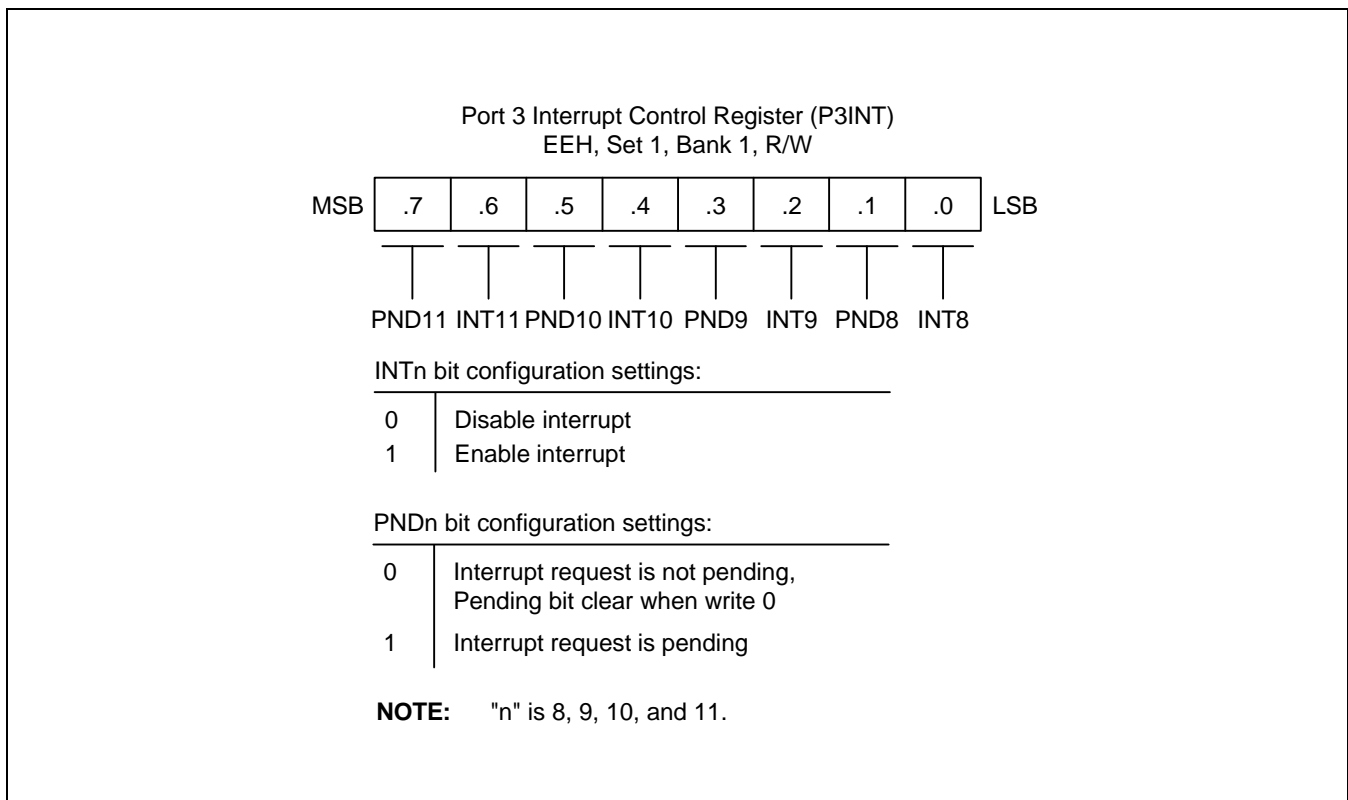 Port 3 Interrupt Control Register (P3INT)
EEH, Set 1, Bank 1, R/W
MSB .7 .6 .5 .4 .3 .2 .1 .0 LSB
PND11 INT11 PND10 INT10 PND9 INT9 PND8 INT8
INTn bit configuration settings:
0 Disable interrupt
1 Enable interrupt
PNDn bit configuration settings:
0 Interrupt request is not pending,
Pending bit clear when write 0
1 Interrupt request is pending
NOTE: "n" is 8, 9, 10, and 11.